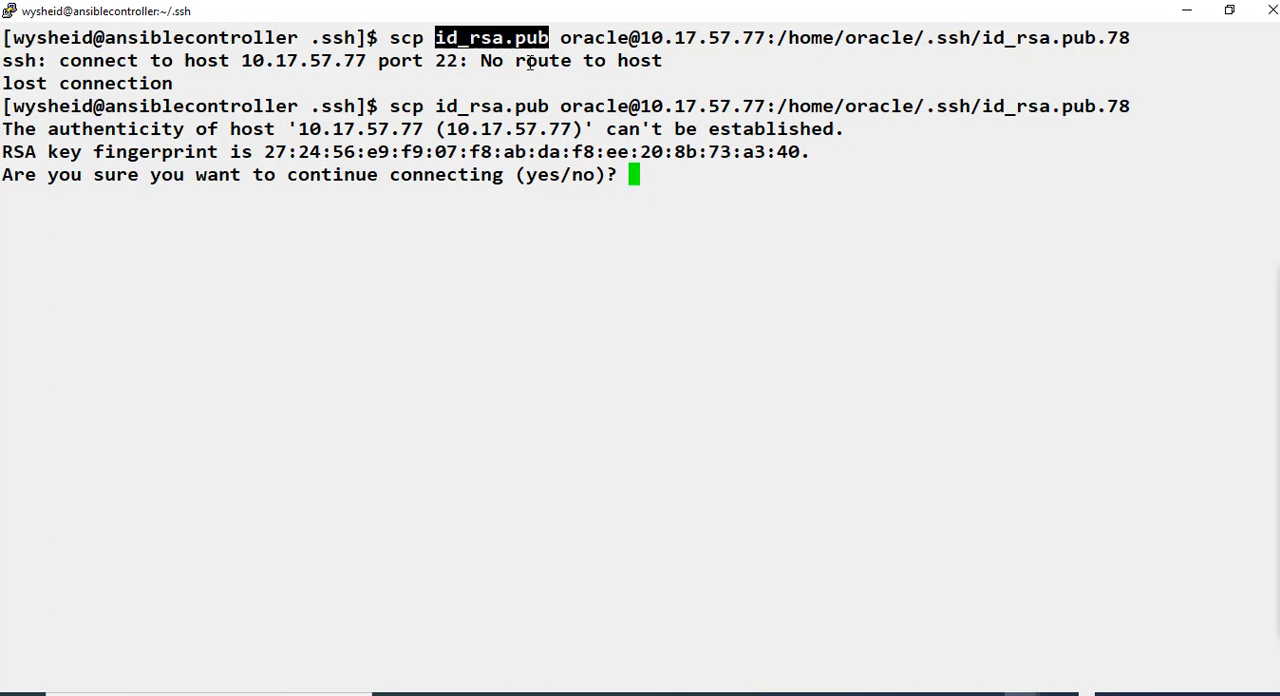 wysheid@ansiblecontroller:~/.ssh
[wysheid@ansiblecontroller .ssh]$ scp id_rsa.pub oracle@10.17.57.77:/home/oracle/.ssh/id_rsa.pub.78
ssh: connect to host 10.17.57.77 port 22: No route to host
lost connection
[wysheid@ansiblecontroller .ssh]$ scp id_rsa.pub oracle@10.17.57.77:/home/oracle/.ssh/id_rsa.pub.78
The authenticity of host '10.17.57.77 (10.17.57.77)' can't be established.
RSA key fingerprint is 27:24:56:e9:f9:07:f8:ab:da:f8:ee:20:8b:73:a3:40.
Are you sure you want to continue connecting (yes/no)?